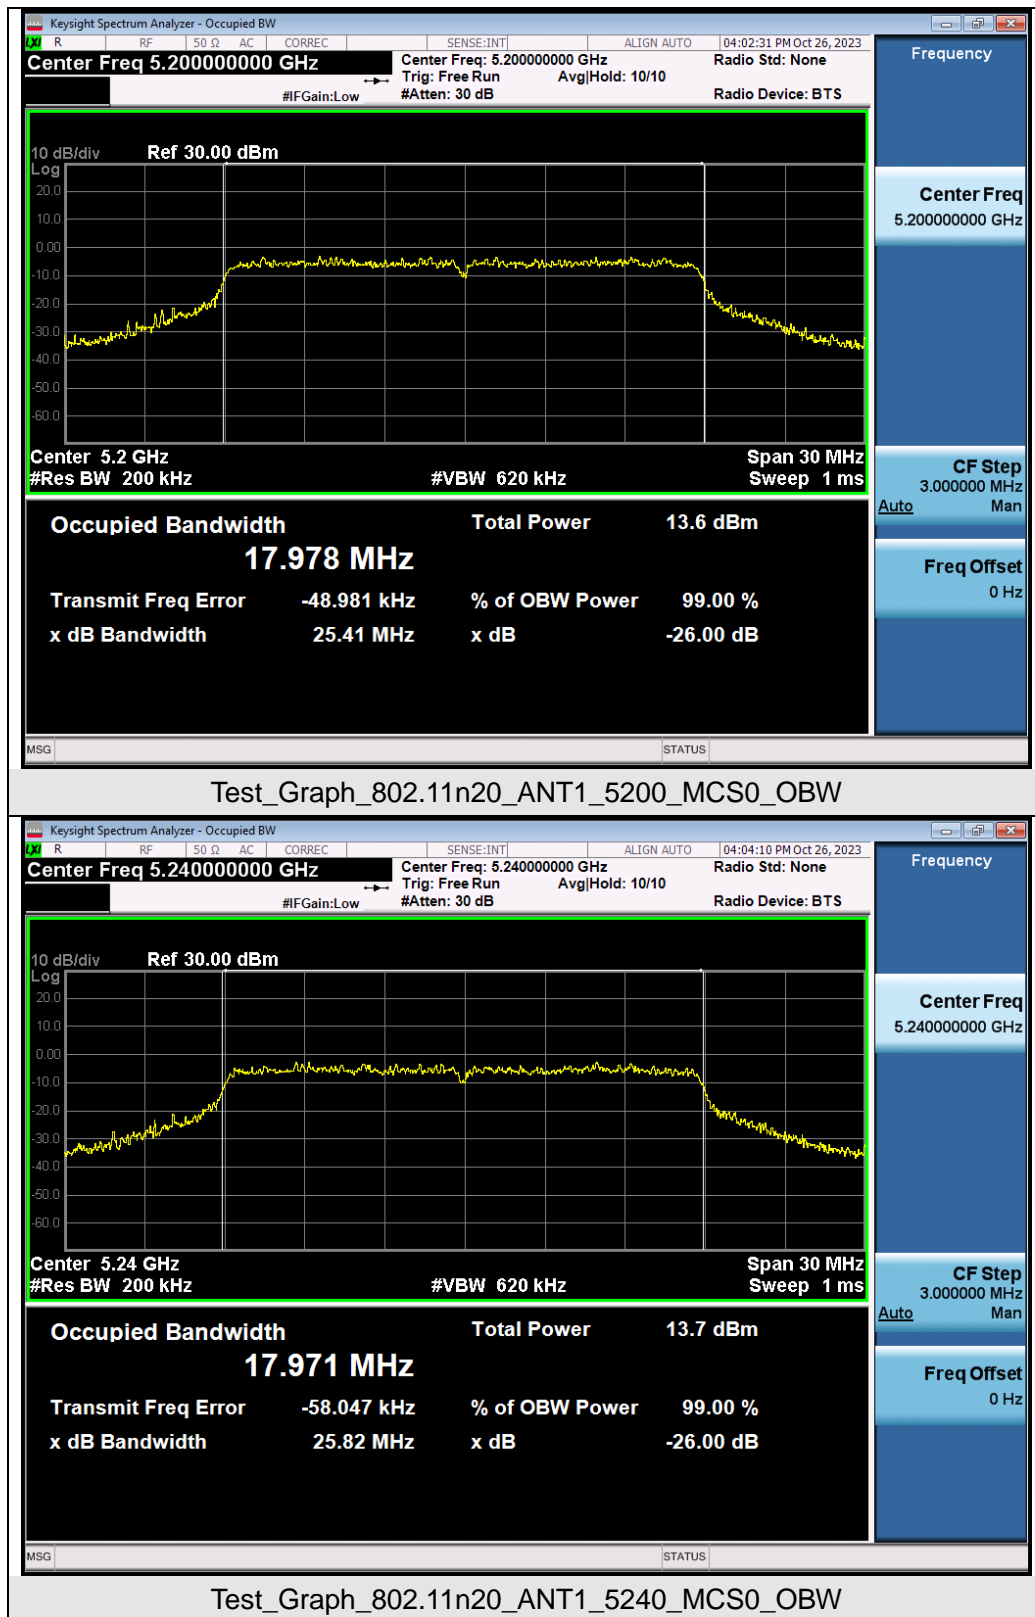 Keysight Spectrum Analyzer - Occupied BW
LXI R RF 50 Ω AC CORREC SENSE:INT ALIGN AUTO 04:02:31 PM Oct 26, 2023
Center Freq 5.200000000 GHz Center Freq: 5.200000000 GHz Radio Std: None Frequency
Trig: Free Run Avg|Hold: 10/10
#IFGain:Low #Atten: 30 dB Radio Device: BTS
10 dB/div Ref 30.00 dBm
Log
20.0
10.0
0.00
-10.0
-20.0
-30.0
-40.0
-50.0
-60.0
Center Freq
5.200000000 GHz
Center 5.2 GHz Span 30 MHz
#Res BW 200 kHz #VBW 620 kHz Sweep 1 ms
CF Step
3.000000 MHz
Auto Man
Occupied Bandwidth Total Power 13.6 dBm
17.978 MHz
Transmit Freq Error -48.981 kHz % of OBW Power 99.00 %
x dB Bandwidth 25.41 MHz x dB -26.00 dB
Freq Offset
0 Hz
MSG STATUS
Test_Graph_802.11n20_ANT1_5200_MCS0_OBW
Keysight Spectrum Analyzer - Occupied BW
LXI R RF 50 Ω AC CORREC SENSE:INT ALIGN AUTO 04:04:10 PM Oct 26, 2023
Center Freq 5.240000000 GHz Center Freq: 5.240000000 GHz Radio Std: None Frequency
Trig: Free Run Avg|Hold: 10/10
#IFGain:Low #Atten: 30 dB Radio Device: BTS
10 dB/div Ref 30.00 dBm
Log
20.0
10.0
0.00
-10.0
-20.0
-30.0
-40.0
-50.0
-60.0
Center Freq
5.240000000 GHz
Center 5.24 GHz Span 30 MHz
#Res BW 200 kHz #VBW 620 kHz Sweep 1 ms
CF Step
3.000000 MHz
Auto Man
Occupied Bandwidth Total Power 13.7 dBm
17.971 MHz
Transmit Freq Error -58.047 kHz % of OBW Power 99.00 %
x dB Bandwidth 25.82 MHz x dB -26.00 dB
Freq Offset
0 Hz
MSG STATUS
Test_Graph_802.11n20_ANT1_5240_MCS0_OBW